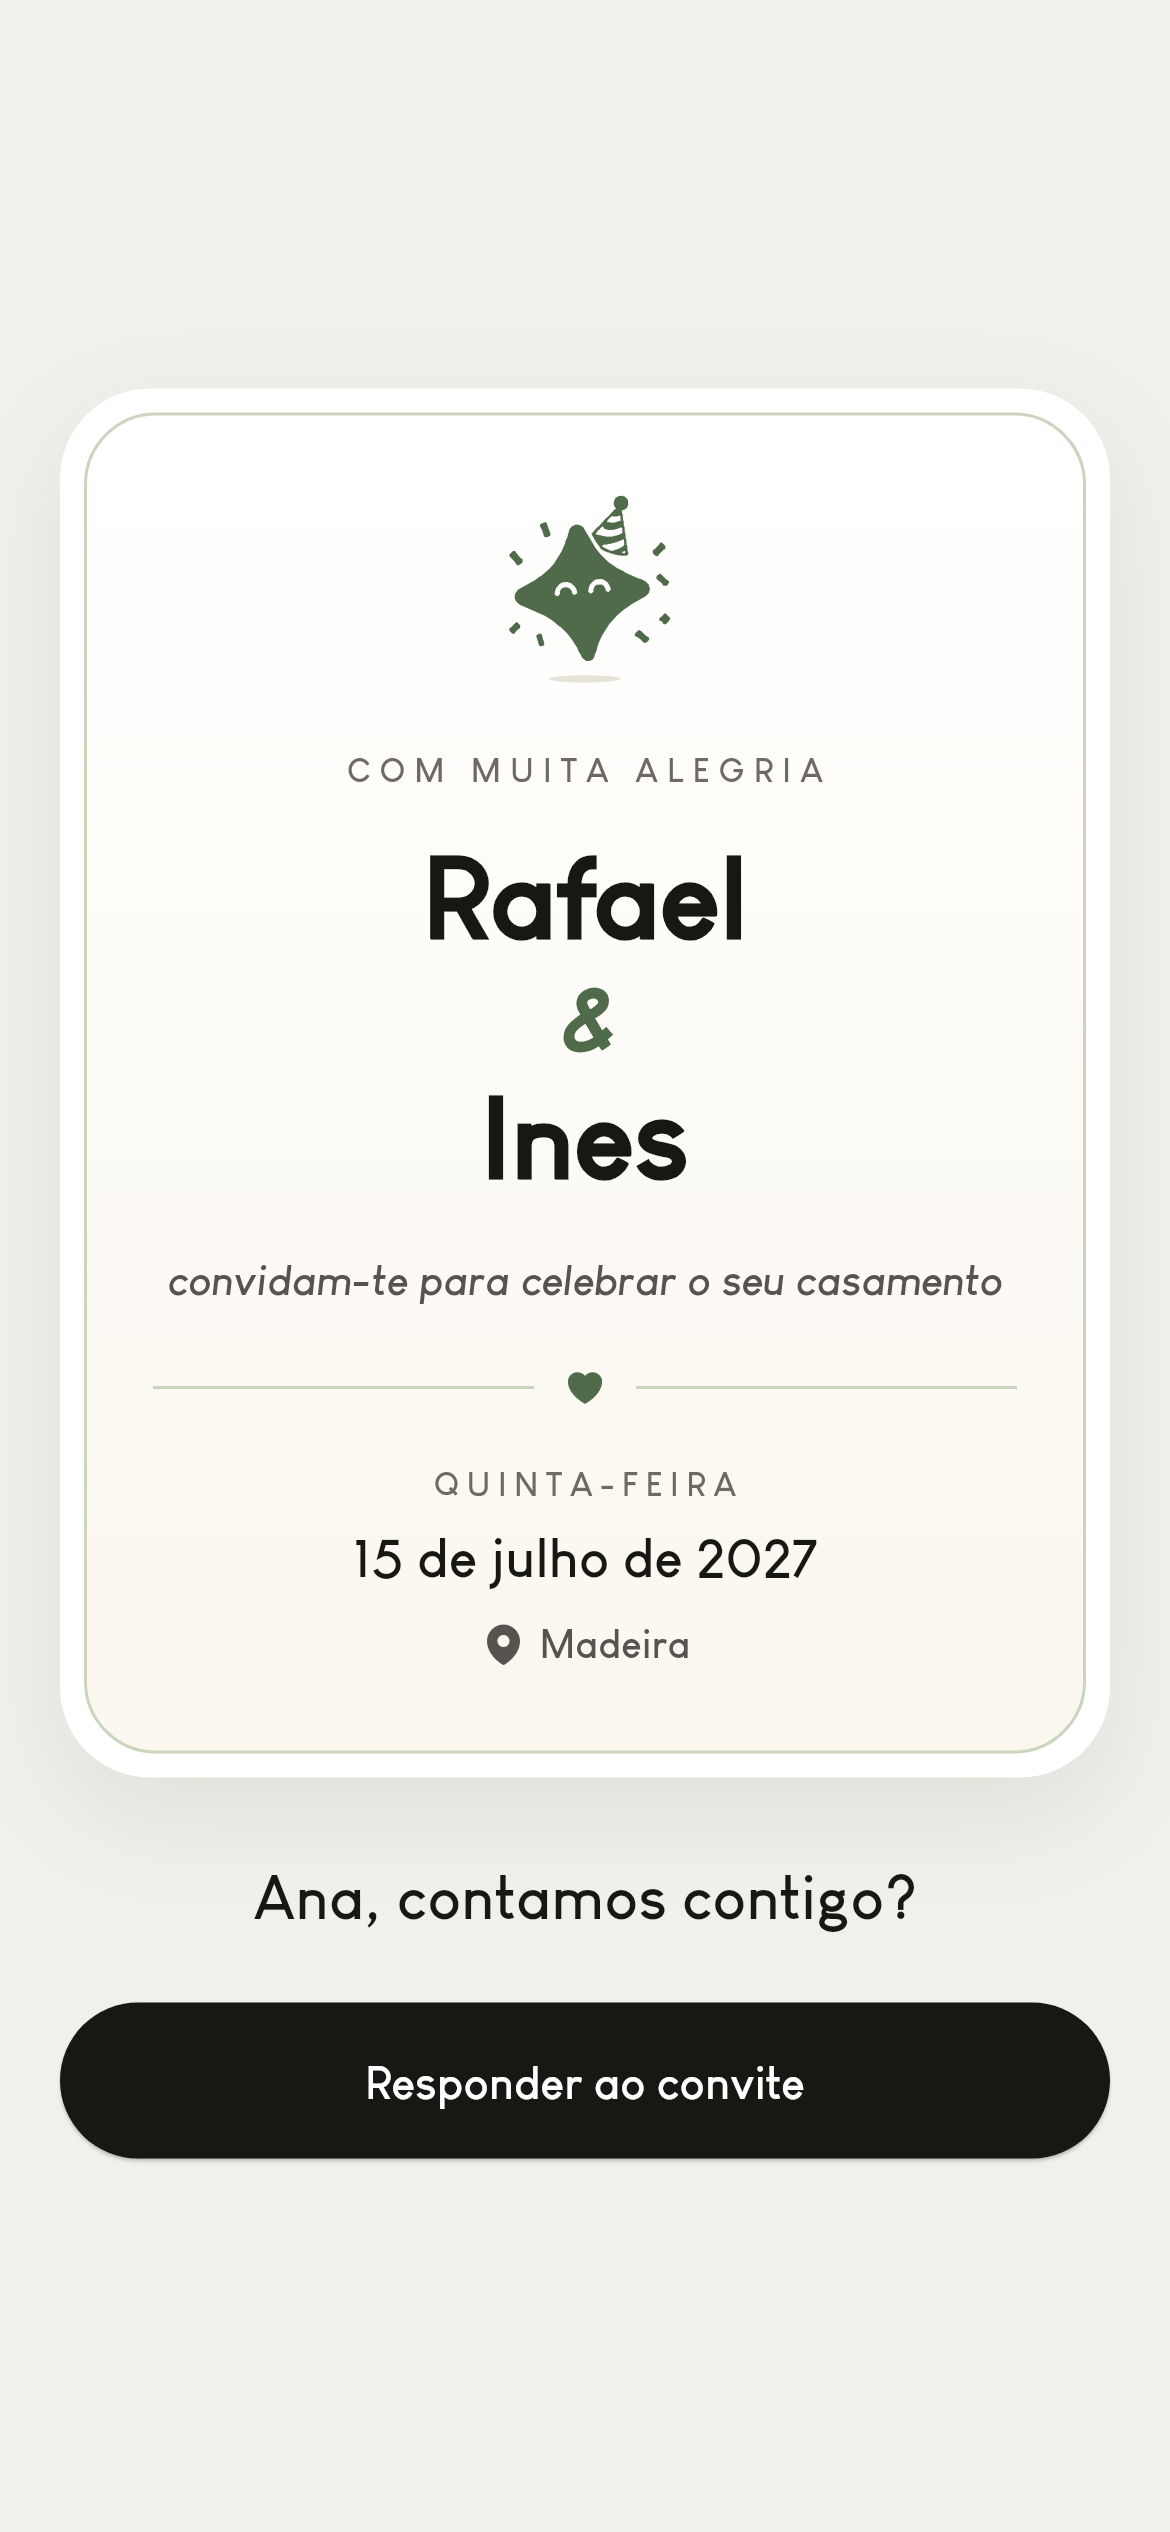 COM MUITA ALEGRIA
Rafael
&
Ines
convidam-te para celebrar o seu casamento
QUINTA-FEIRA
15 de julho de 2027
Madeira
Ana, contamos contigo?
Responder ao convite